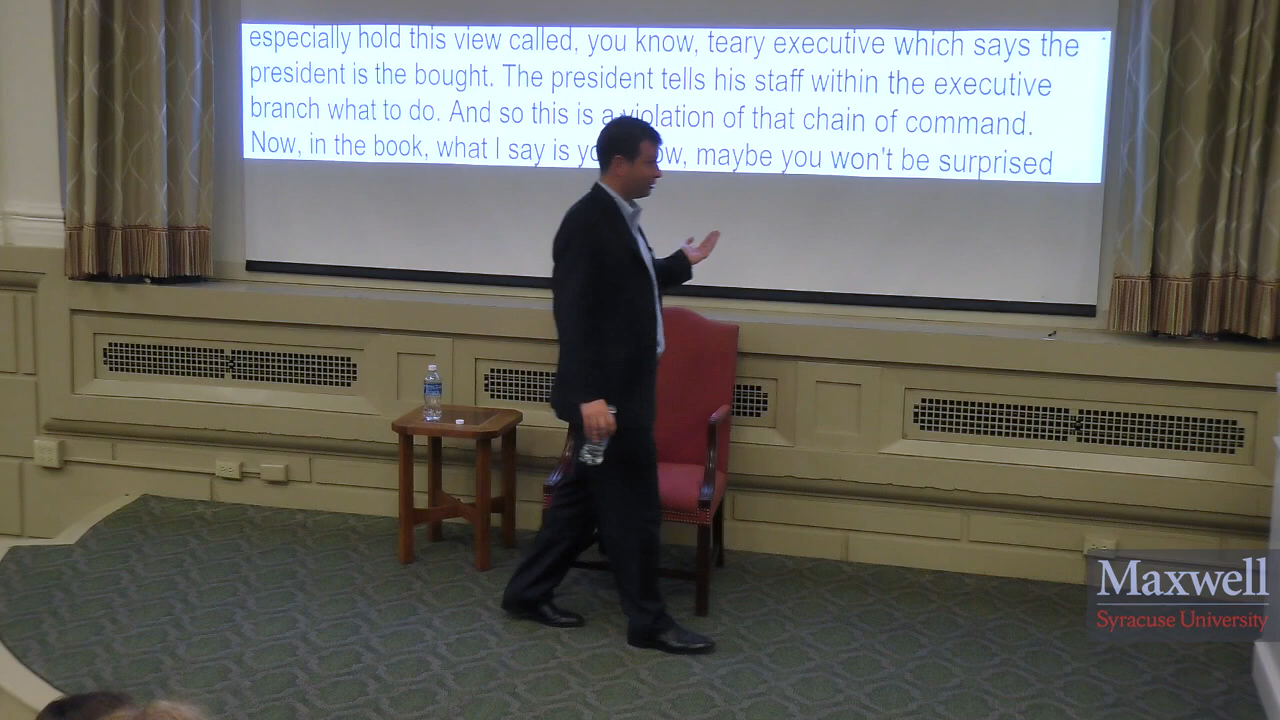 especially hold this view called, you know, teary executive which says the
president is the bought. The president tells his staff within the executive
branch what to do. And so this is a violation of that chain of command.
Now, in the book, what I say is you know, maybe you won't be surprised
Maxwell
Syracuse University